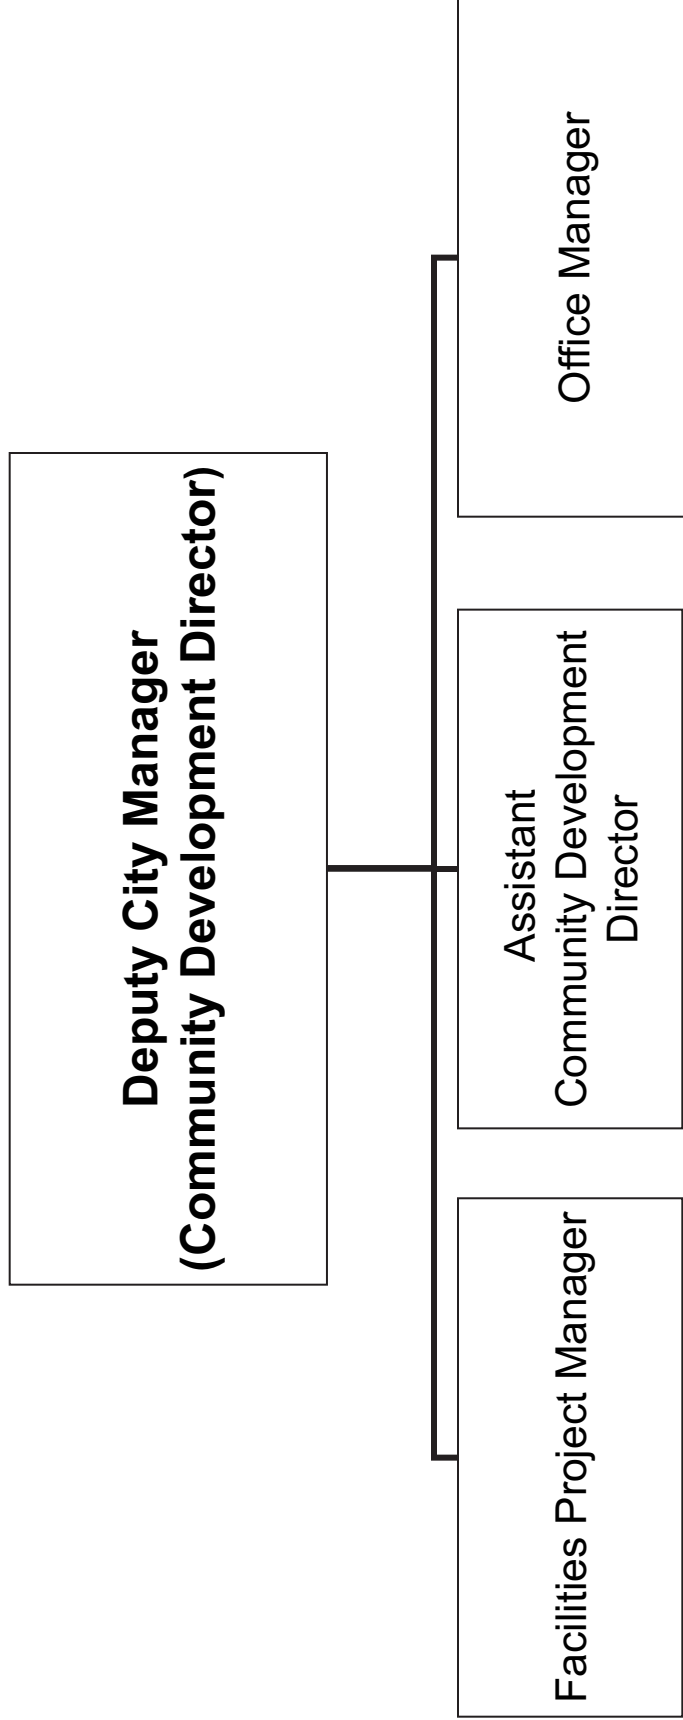 Deputy City Manager
(Community Development Director)
Facilities Project Manager
Assistant
Community Development
Director
Office Manager